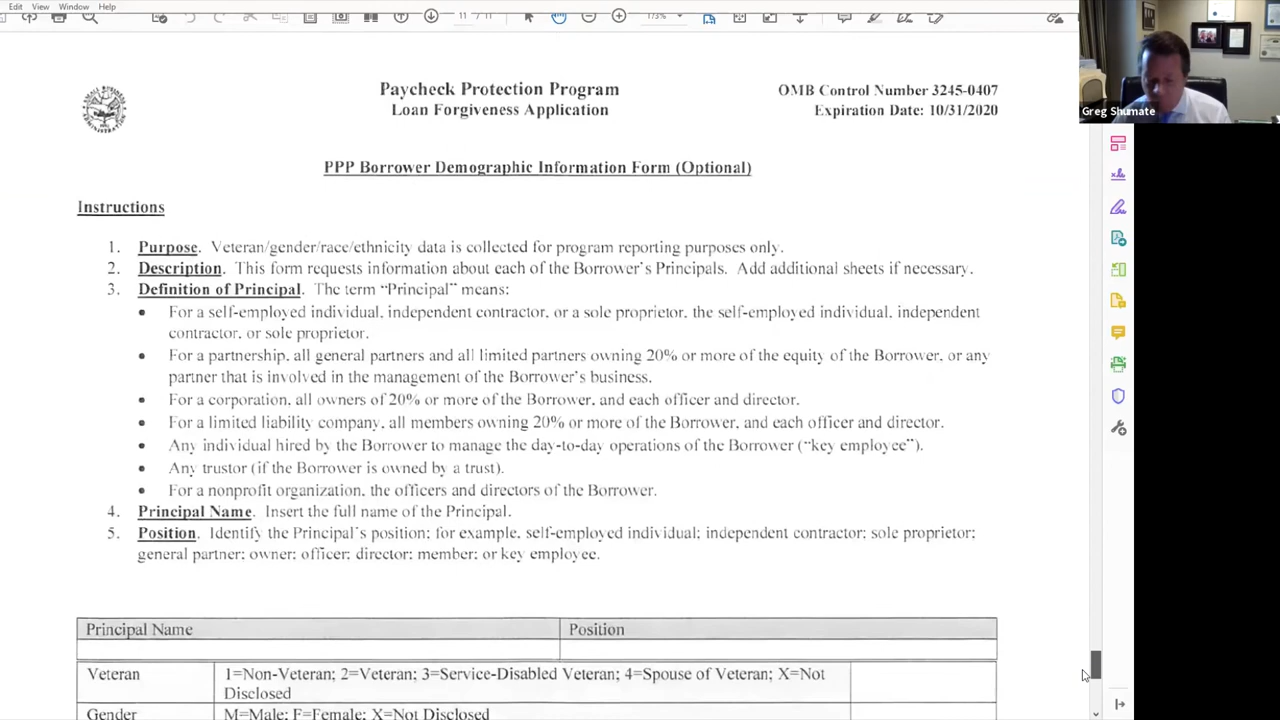 Edit View Window Help
11 / 11 173%
Paycheck Protection Program
Loan Forgiveness Application
OMB Control Number 3245-0407
Expiration Date: 10/31/2020
PPP Borrower Demographic Information Form (Optional)
Instructions
1. Purpose. Veteran/gender/race/ethnicity data is collected for program reporting purposes only.
2. Description. This form requests information about each of the Borrower's Principals. Add additional sheets if necessary.
3. Definition of Principal. The term “Principal” means:
• For a self-employed individual, independent contractor, or a sole proprietor, the self-employed individual, independent
contractor, or sole proprietor.
• For a partnership, all general partners and all limited partners owning 20% or more of the equity of the Borrower, or any
partner that is involved in the management of the Borrower's business.
• For a corporation, all owners of 20% or more of the Borrower, and each officer and director.
• For a limited liability company, all members owning 20% or more of the Borrower, and each officer and director.
• Any individual hired by the Borrower to manage the day-to-day operations of the Borrower (“key employee”).
• Any trustor (if the Borrower is owned by a trust).
• For a nonprofit organization, the officers and directors of the Borrower.
4. Principal Name. Insert the full name of the Principal.
5. Position. Identify the Principal's position; for example, self-employed individual; independent contractor; sole proprietor;
general partner; owner; officer; director; member; or key employee.
Principal Name Position
Veteran 1=Non-Veteran; 2=Veteran; 3=Service-Disabled Veteran; 4=Spouse of Veteran; X=Not
Disclosed
Gender M=Male; F=Female; X=Not Disclosed
Greg Shumate